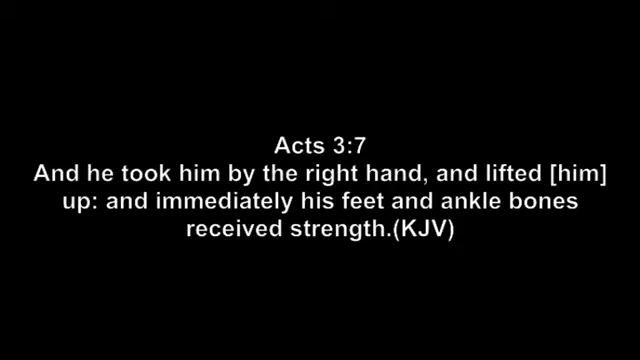 Acts 3:7
And he took him by the right hand, and lifted [him]
up: and immediately his feet and ankle bones
received strength.(KJV)